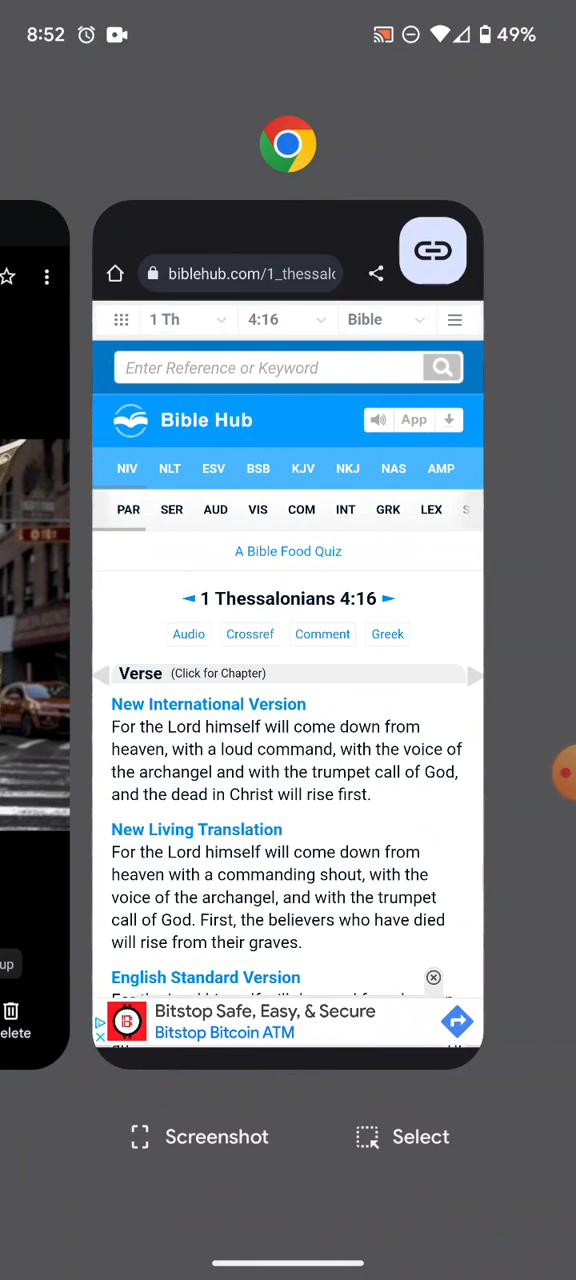 8:52 49%
biblehub.com/1_thessalo
1 Th 4:16 Bible
Enter Reference or Keyword
Bible Hub App
NIV NLT ESV BSB KJV NKJ NAS AMP
PAR SER AUD VIS COM INT GRK LEX S
A Bible Food Quiz
1 Thessalonians 4:16
Audio Crossref Comment Greek
Verse (Click for Chapter)
New International Version
For the Lord himself will come down from
heaven, with a loud command, with the voice of
the archangel and with the trumpet call of God,
and the dead in Christ will rise first.
New Living Translation
For the Lord himself will come down from
heaven with a commanding shout, with the
voice of the archangel, and with the trumpet
call of God. First, the believers who have died
will rise from their graves.
up
English Standard Version
Bitstop Safe, Easy, & Secure
Bitstop Bitcoin ATM
elete
Screenshot Select